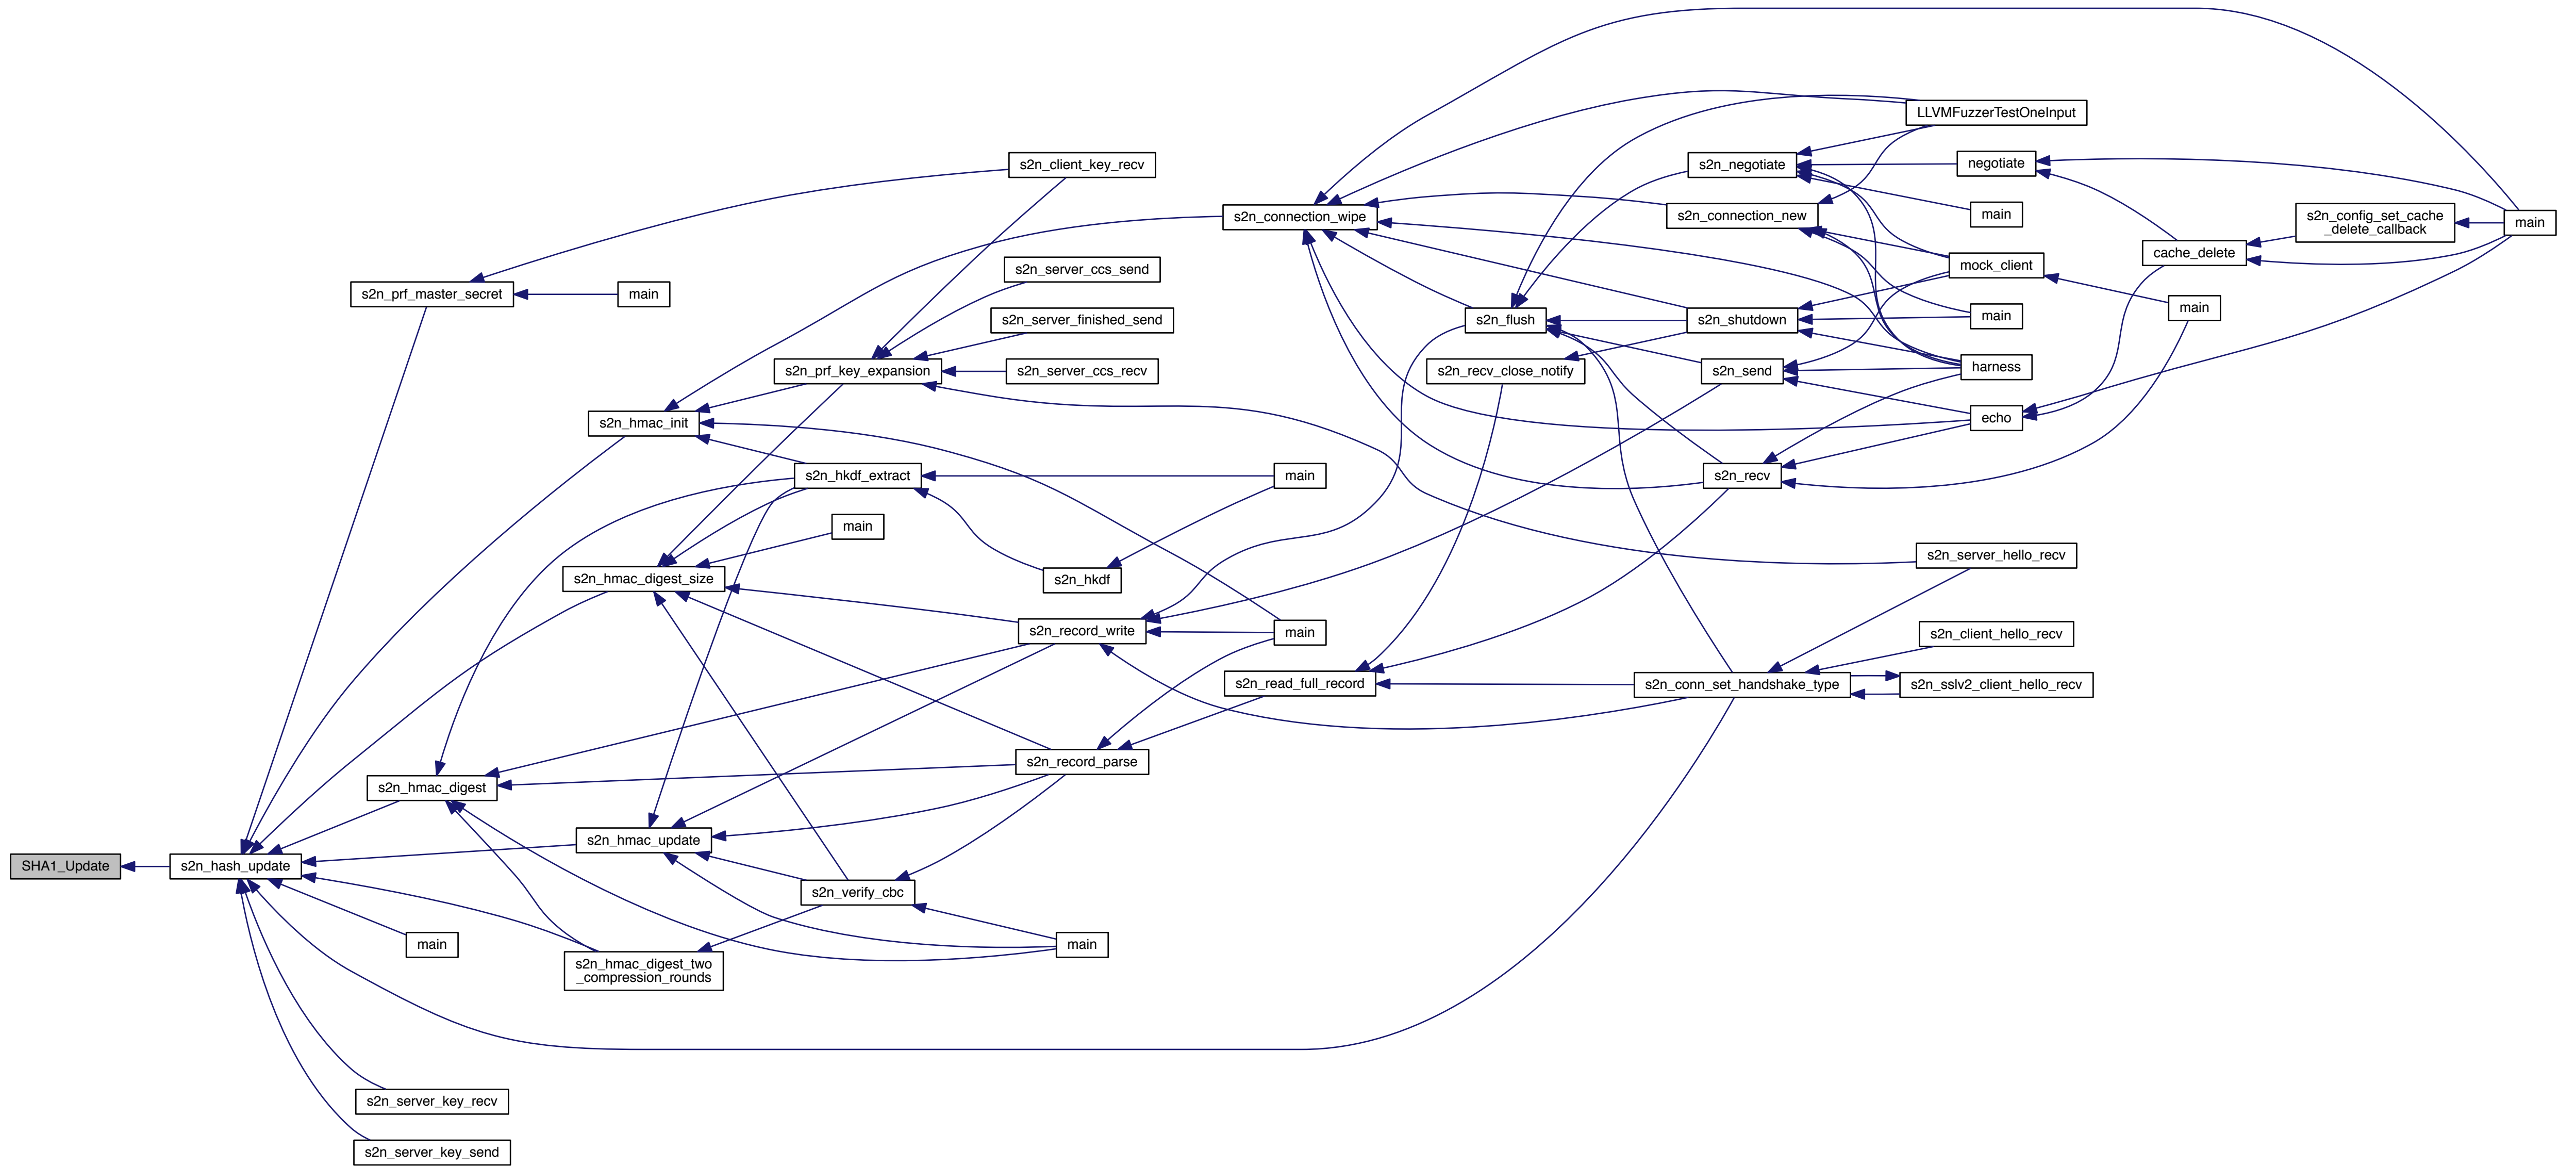 SHA1_Update
s2n_hash_update
s2n_prf_master_secret
main
s2n_client_key_recv
s2n_server_ccs_send
s2n_server_finished_send
s2n_prf_key_expansion
s2n_server_ccs_recv
s2n_hmac_init
s2n_hkdf_extract
main
main
s2n_hmac_digest_size
s2n_hkdf
s2n_record_write
main
s2n_hmac_digest
s2n_record_parse
s2n_hmac_update
s2n_verify_cbc
main
main
s2n_hmac_digest_two
_compression_rounds
s2n_server_key_recv
s2n_server_key_send
s2n_connection_wipe
s2n_read_full_record
s2n_flush
s2n_recv_close_notify
LLVMFuzzerTestOneInput
s2n_negotiate
negotiate
s2n_connection_new
main
mock_client
s2n_shutdown
main
s2n_send
harness
echo
s2n_recv
s2n_server_hello_recv
s2n_client_hello_recv
s2n_conn_set_handshake_type
s2n_sslv2_client_hello_recv
cache_delete
main
s2n_config_set_cache
_delete_callback
main